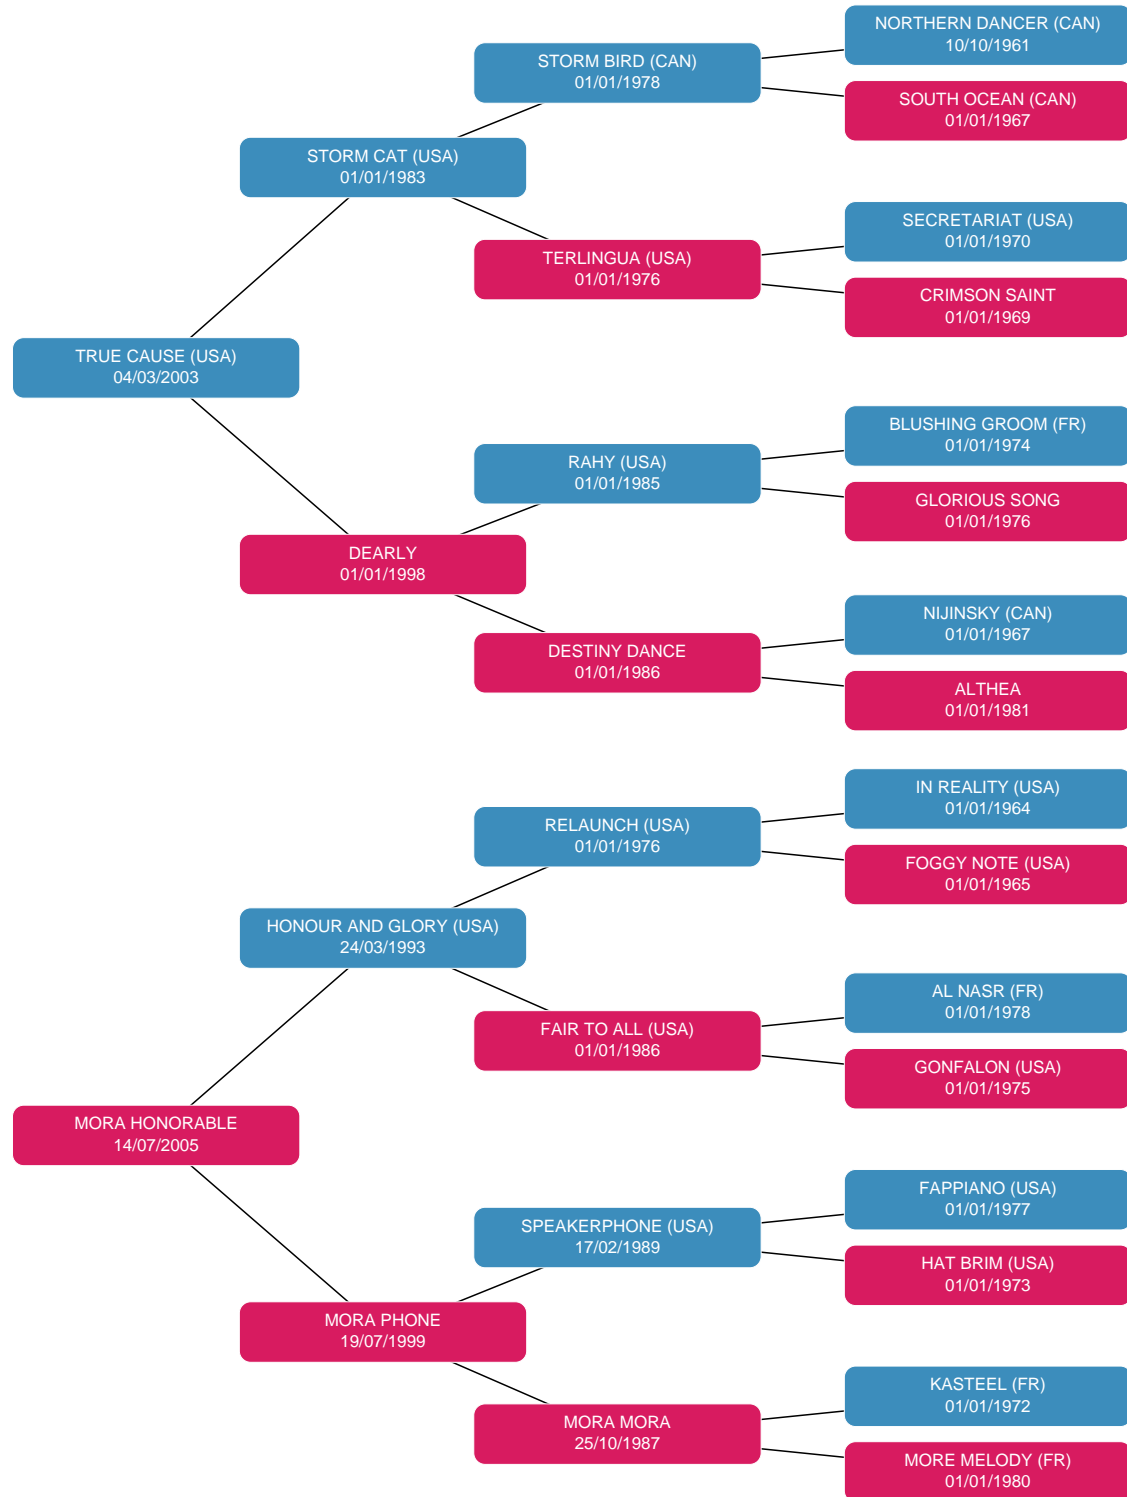 NORTHERN DANCER (CAN)
10/10/1961
STORM BIRD (CAN)
01/01/1978
SOUTH OCEAN (CAN)
01/01/1967
STORM CAT (USA)
01/01/1983
SECRETARIAT (USA)
01/01/1970
TERLINGUA (USA)
01/01/1976
CRIMSON SAINT
01/01/1969
TRUE CAUSE (USA)
04/03/2003
BLUSHING GROOM (FR)
01/01/1974
RAHY (USA)
01/01/1985
GLORIOUS SONG
01/01/1976
DEARLY
01/01/1998
NIJINSKY (CAN)
01/01/1967
DESTINY DANCE
01/01/1986
ALTHEA
01/01/1981
IN REALITY (USA)
01/01/1964
RELAUNCH (USA)
01/01/1976
FOGGY NOTE (USA)
01/01/1965
HONOUR AND GLORY (USA)
24/03/1993
AL NASR (FR)
01/01/1978
FAIR TO ALL (USA)
01/01/1986
GONFALON (USA)
01/01/1975
MORA HONORABLE
14/07/2005
FAPPIANO (USA)
01/01/1977
SPEAKERPHONE (USA)
17/02/1989
HAT BRIM (USA)
01/01/1973
MORA PHONE
19/07/1999
KASTEEL (FR)
01/01/1972
MORA MORA
25/10/1987
MORE MELODY (FR)
01/01/1980